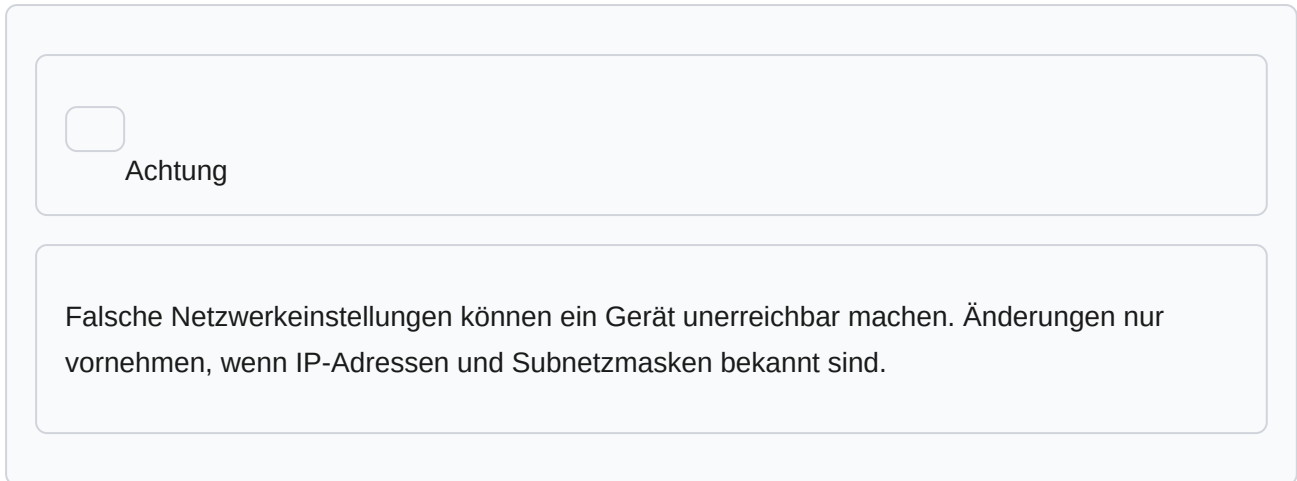 Achtung
Falsche Netzwerkeinstellungen können ein Gerät unerreichbar machen. Änderungen nur
vornehmen, wenn IP-Adressen und Subnetzmasken bekannt sind.